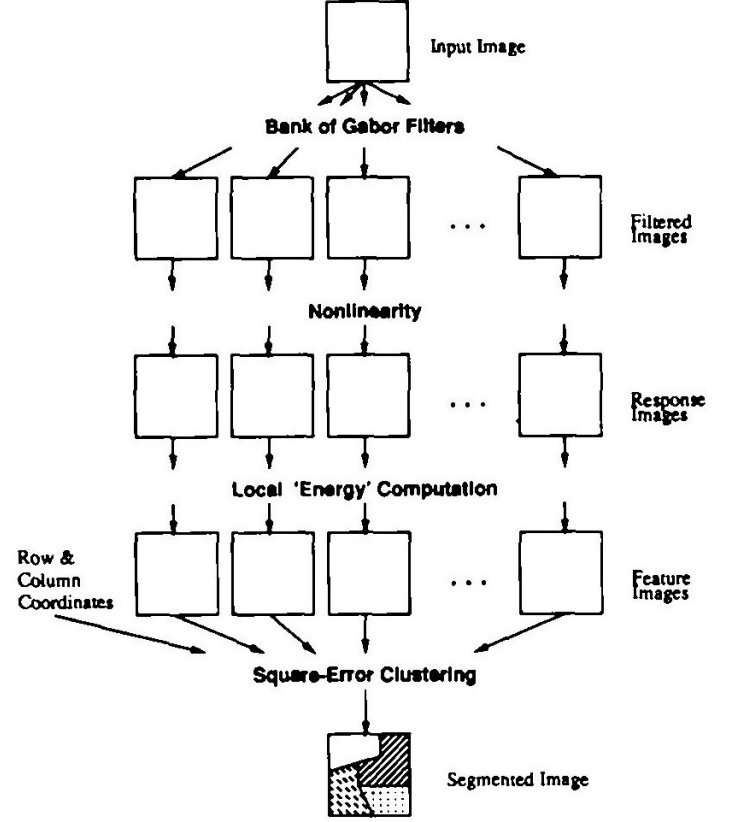 Input Image
Bank of Gabor Filters
. . .
Filtered
Images
Nonlinearity
. . .
Response
Images
Local 'Energy' Computation
Row &
Column
Coordinates
. . .
Feature
Images
Square-Error Clustering
Segmented Image